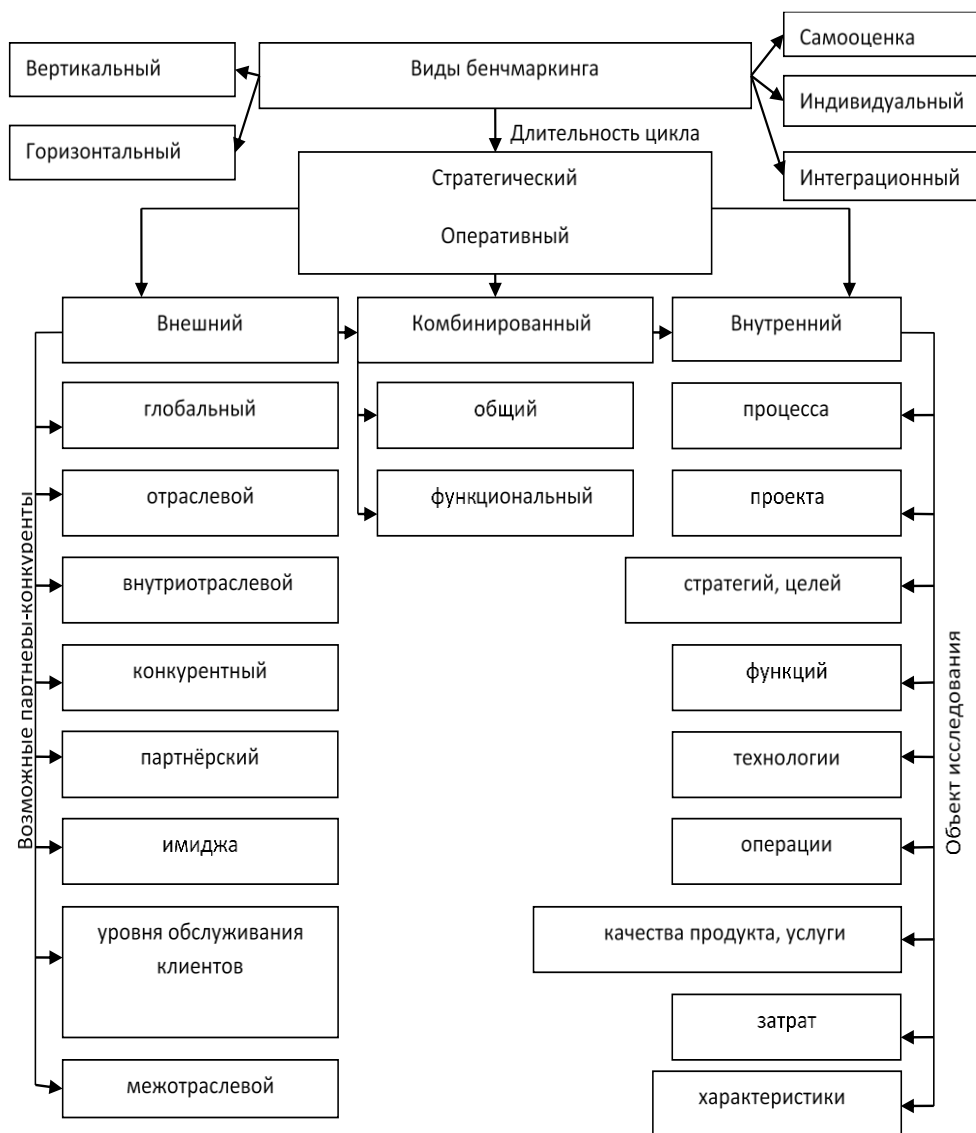 Самооценка
Вертикальный
Виды бенчмаркинга
Индивидуальный
Горизонтальный
Длительность цикла
Интеграционный
Стратегический
Оперативный
Внешний
Комбинированный
Внутренний
Возможные партнеры-конкуренты
глобальный
отраслевой
внутриотраслевой
конкурентный
партнёрский
имиджа
уровня обслуживания
клиентов
межотраслевой
общий
функциональный
процесса
проекта
стратегий, целей
функций
технологии
операции
качества продукта, услуги
затрат
характеристики
Объект исследования